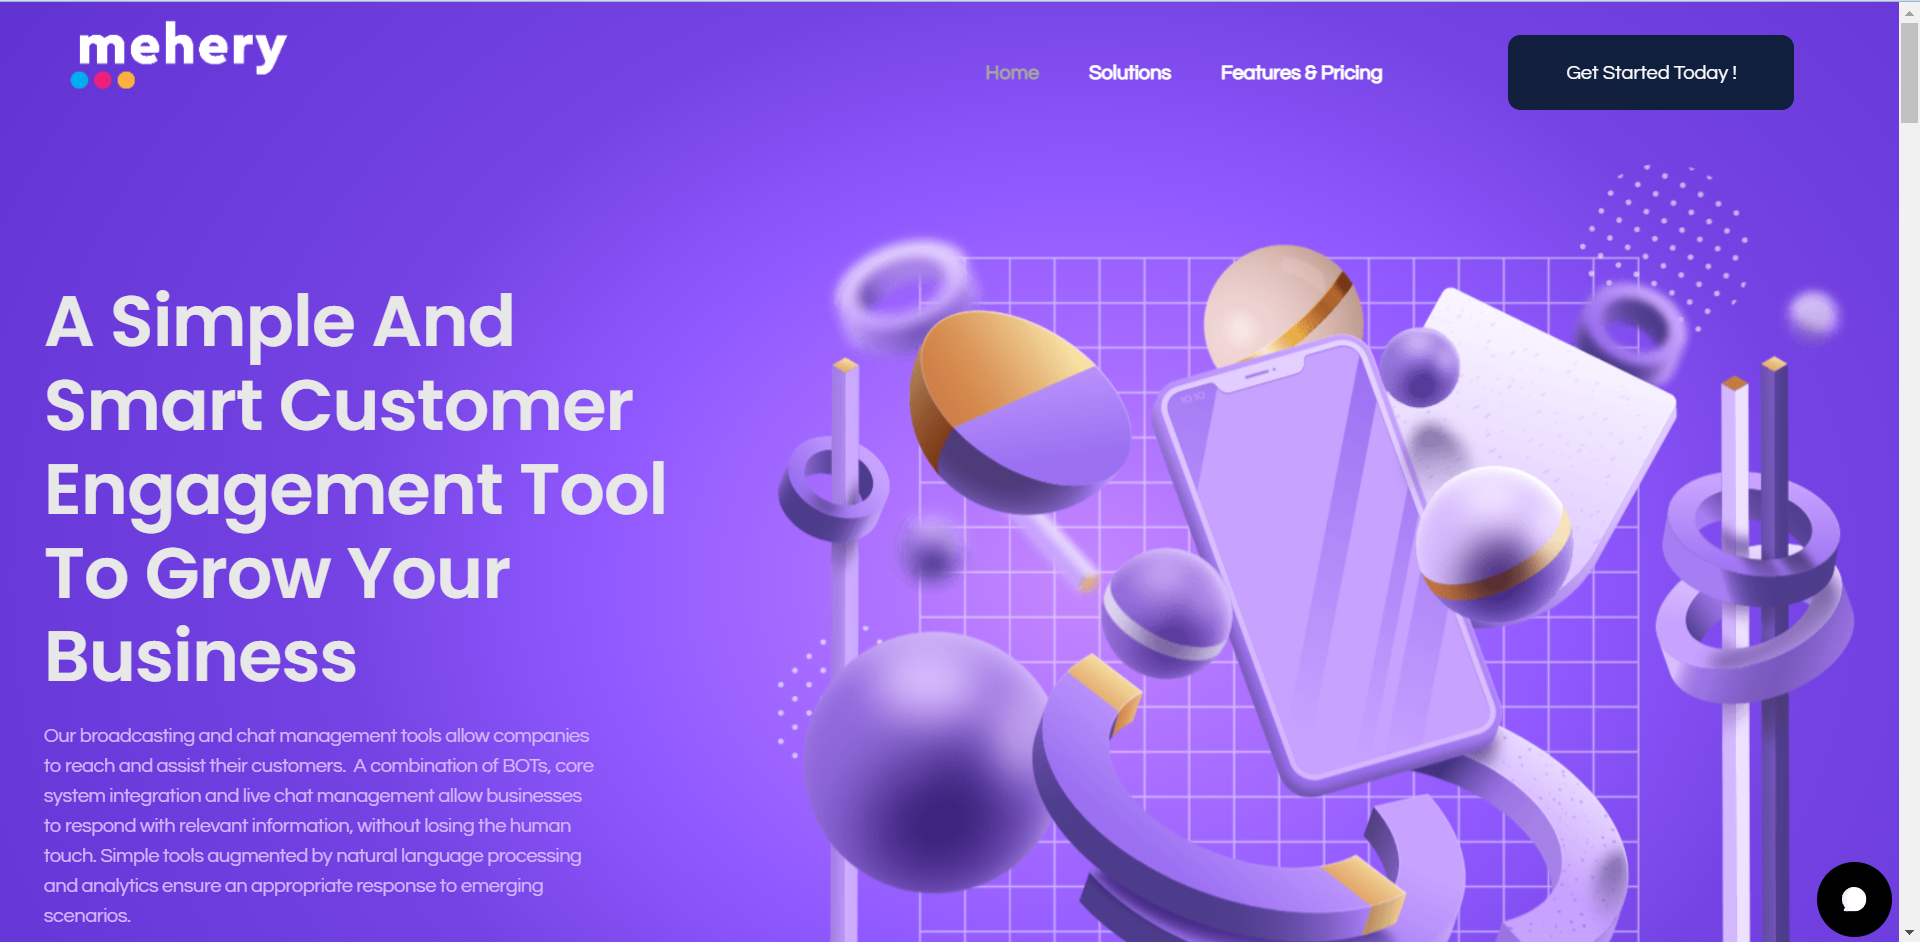 mehery
Home
Solutions
Features & Pricing
Get Started Today !
A Simple And
Smart Customer
Engagement Tool
To Grow Your
Business
Our broadcasting and chat management tools allow companies
to reach and assist their customers.  A combination of BOTs, core
system integration and live chat management allow businesses
to respond with relevant information, without losing the human
touch. Simple tools augmented by natural language processing
and analytics ensure an appropriate response to emerging
scenarios.
10:10